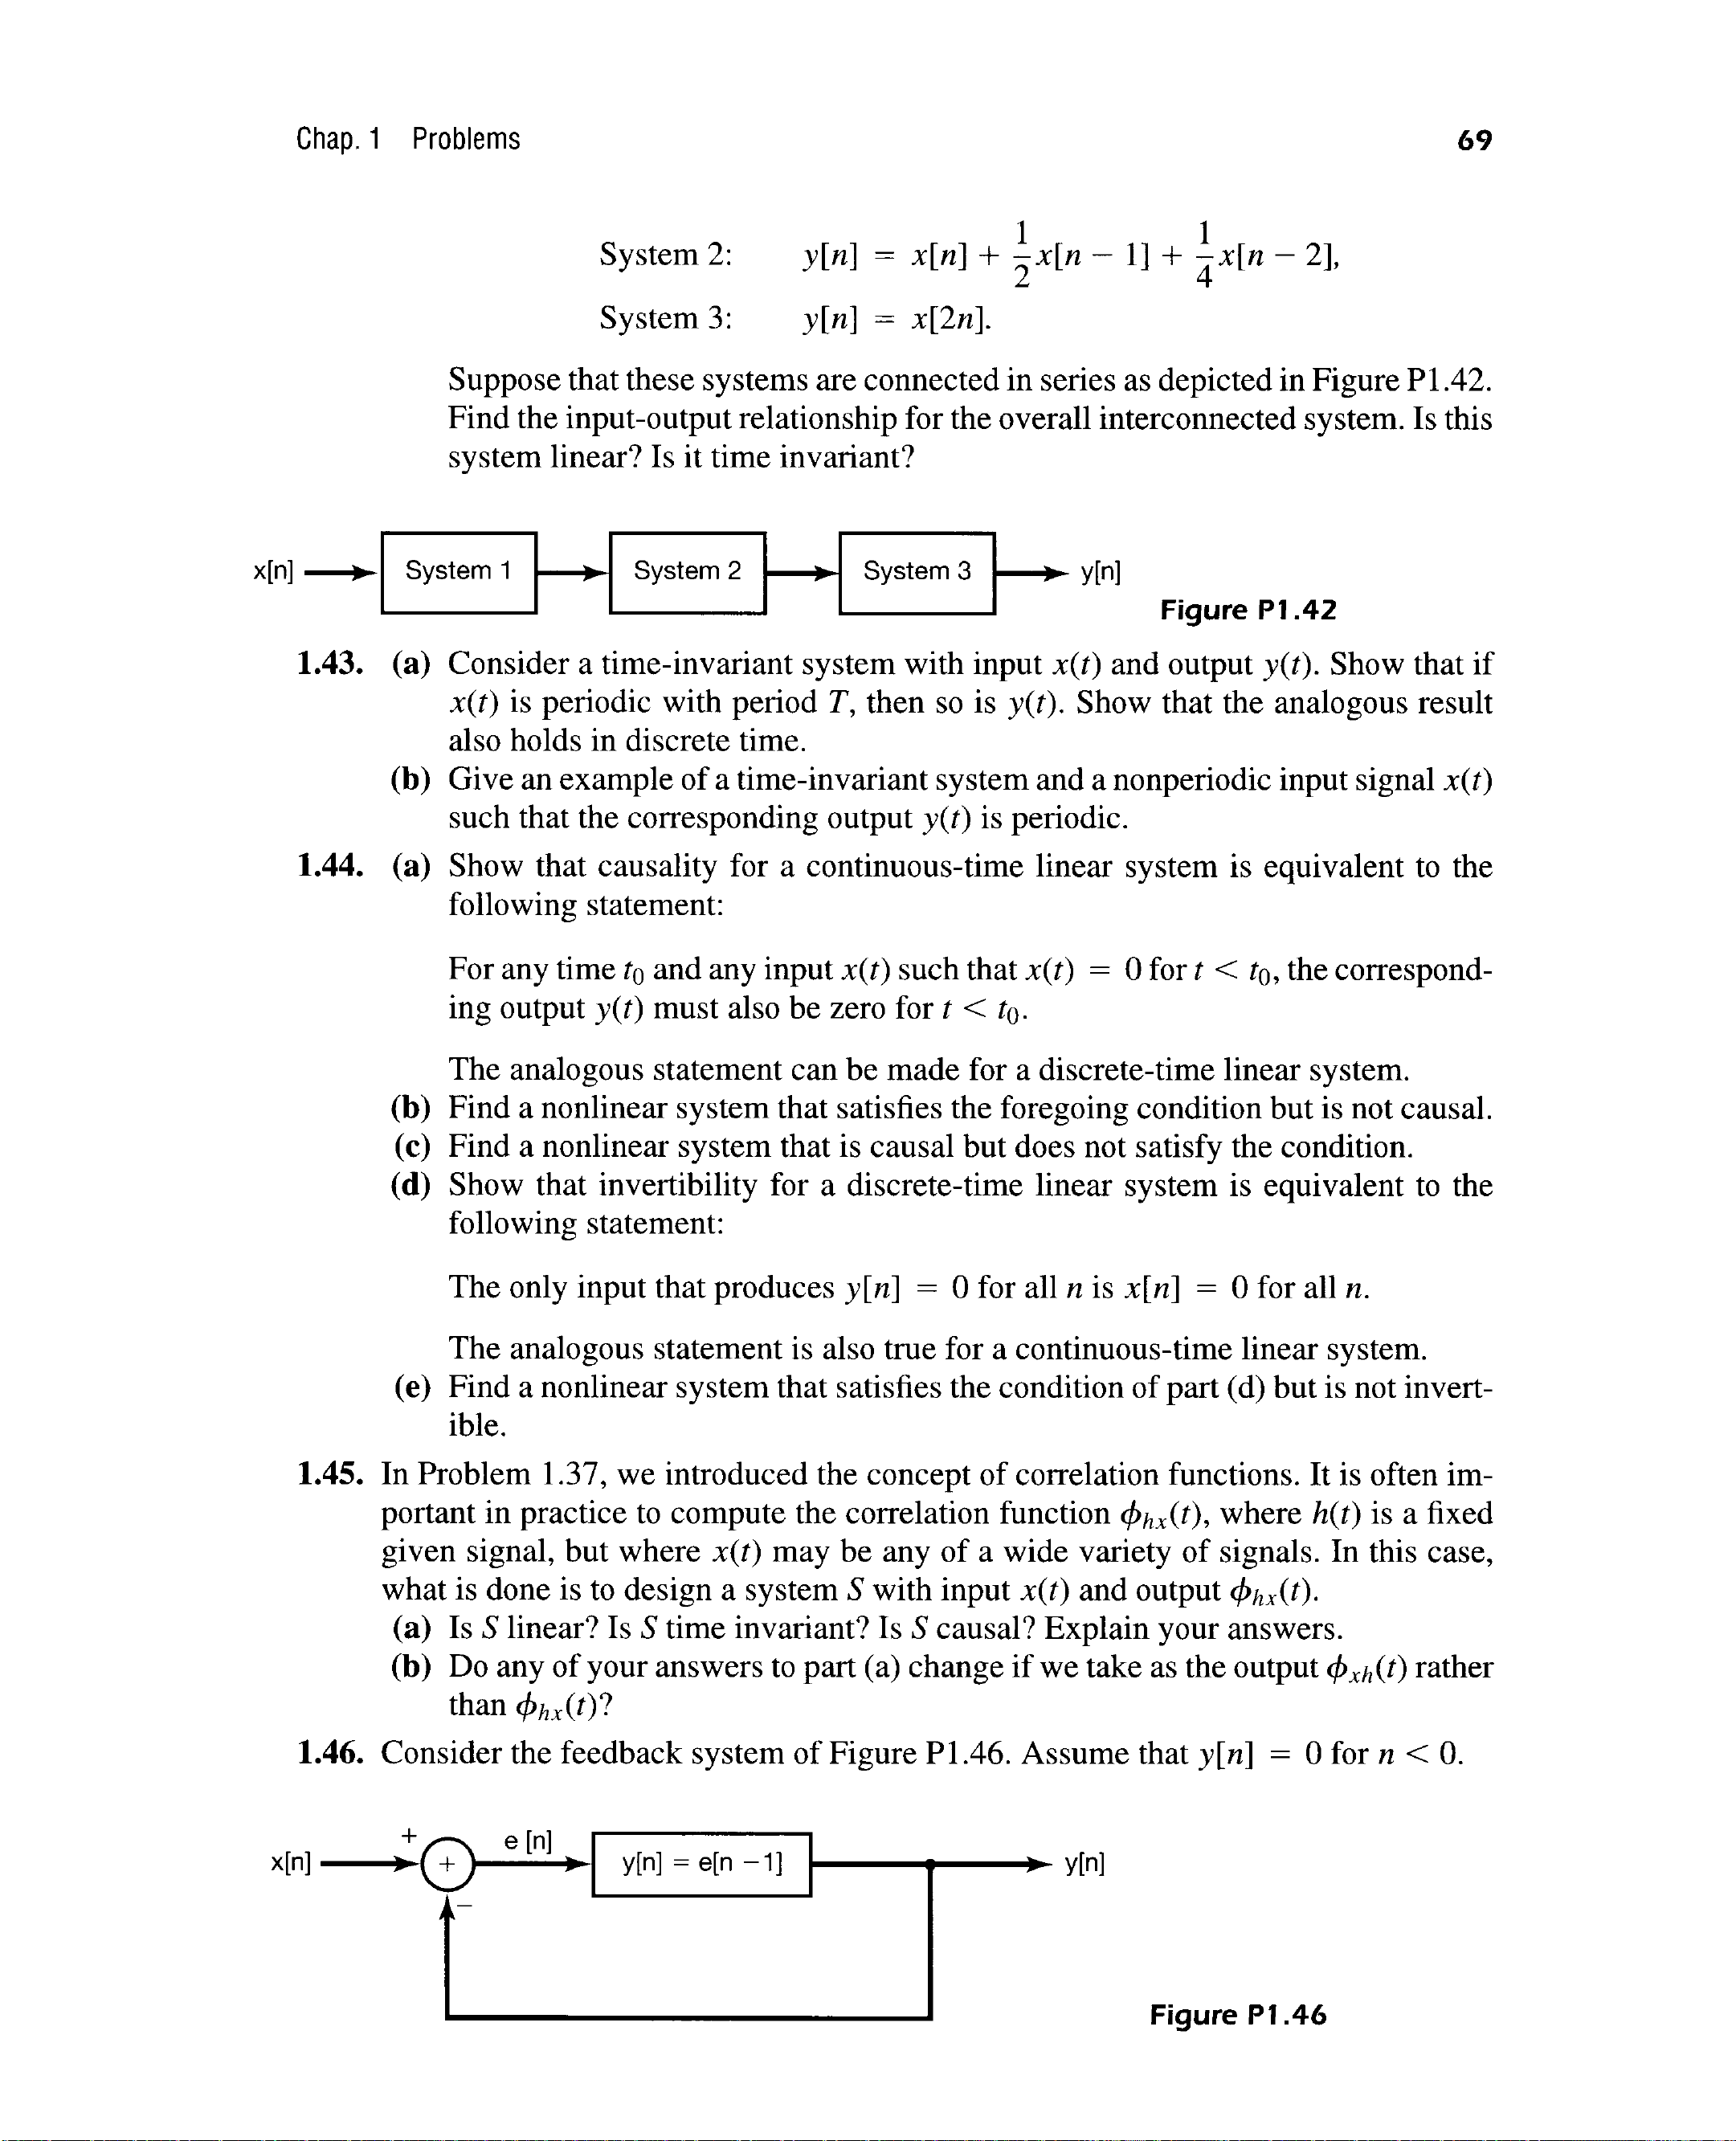 Chap. 1 Problems 69
System 2: y[n] = x[n] + 1/2 x[n − 1] + 1/4 x[n − 2],
System 3: y[n] = x[2n].
Suppose that these systems are connected in series as depicted in Figure P1.42.
Find the input-output relationship for the overall interconnected system. Is this
system linear? Is it time invariant?
x[n] System 1 System 2 System 3 y[n]
Figure P1.42
1.43. (a) Consider a time-invariant system with input x(t) and output y(t). Show that if
x(t) is periodic with period T, then so is y(t). Show that the analogous result
also holds in discrete time.
(b) Give an example of a time-invariant system and a nonperiodic input signal x(t)
such that the corresponding output y(t) is periodic.
1.44. (a) Show that causality for a continuous-time linear system is equivalent to the
following statement:
For any time t₀ and any input x(t) such that x(t) = 0 for t < t₀, the correspond-
ing output y(t) must also be zero for t < t₀.
The analogous statement can be made for a discrete-time linear system.
(b) Find a nonlinear system that satisfies the foregoing condition but is not causal.
(c) Find a nonlinear system that is causal but does not satisfy the condition.
(d) Show that invertibility for a discrete-time linear system is equivalent to the
following statement:
The only input that produces y[n] = 0 for all n is x[n] = 0 for all n.
The analogous statement is also true for a continuous-time linear system.
(e) Find a nonlinear system that satisfies the condition of part (d) but is not invert-
ible.
1.45. In Problem 1.37, we introduced the concept of correlation functions. It is often im-
portant in practice to compute the correlation function ϕhx(t), where h(t) is a fixed
given signal, but where x(t) may be any of a wide variety of signals. In this case,
what is done is to design a system S with input x(t) and output ϕhx(t).
(a) Is S linear? Is S time invariant? Is S causal? Explain your answers.
(b) Do any of your answers to part (a) change if we take as the output ϕxh(t) rather
than ϕhx(t)?
1.46. Consider the feedback system of Figure P1.46. Assume that y[n] = 0 for n < 0.
+ e [n]
x[n] + y[n] = e[n −1] y[n]
−
Figure P1.46